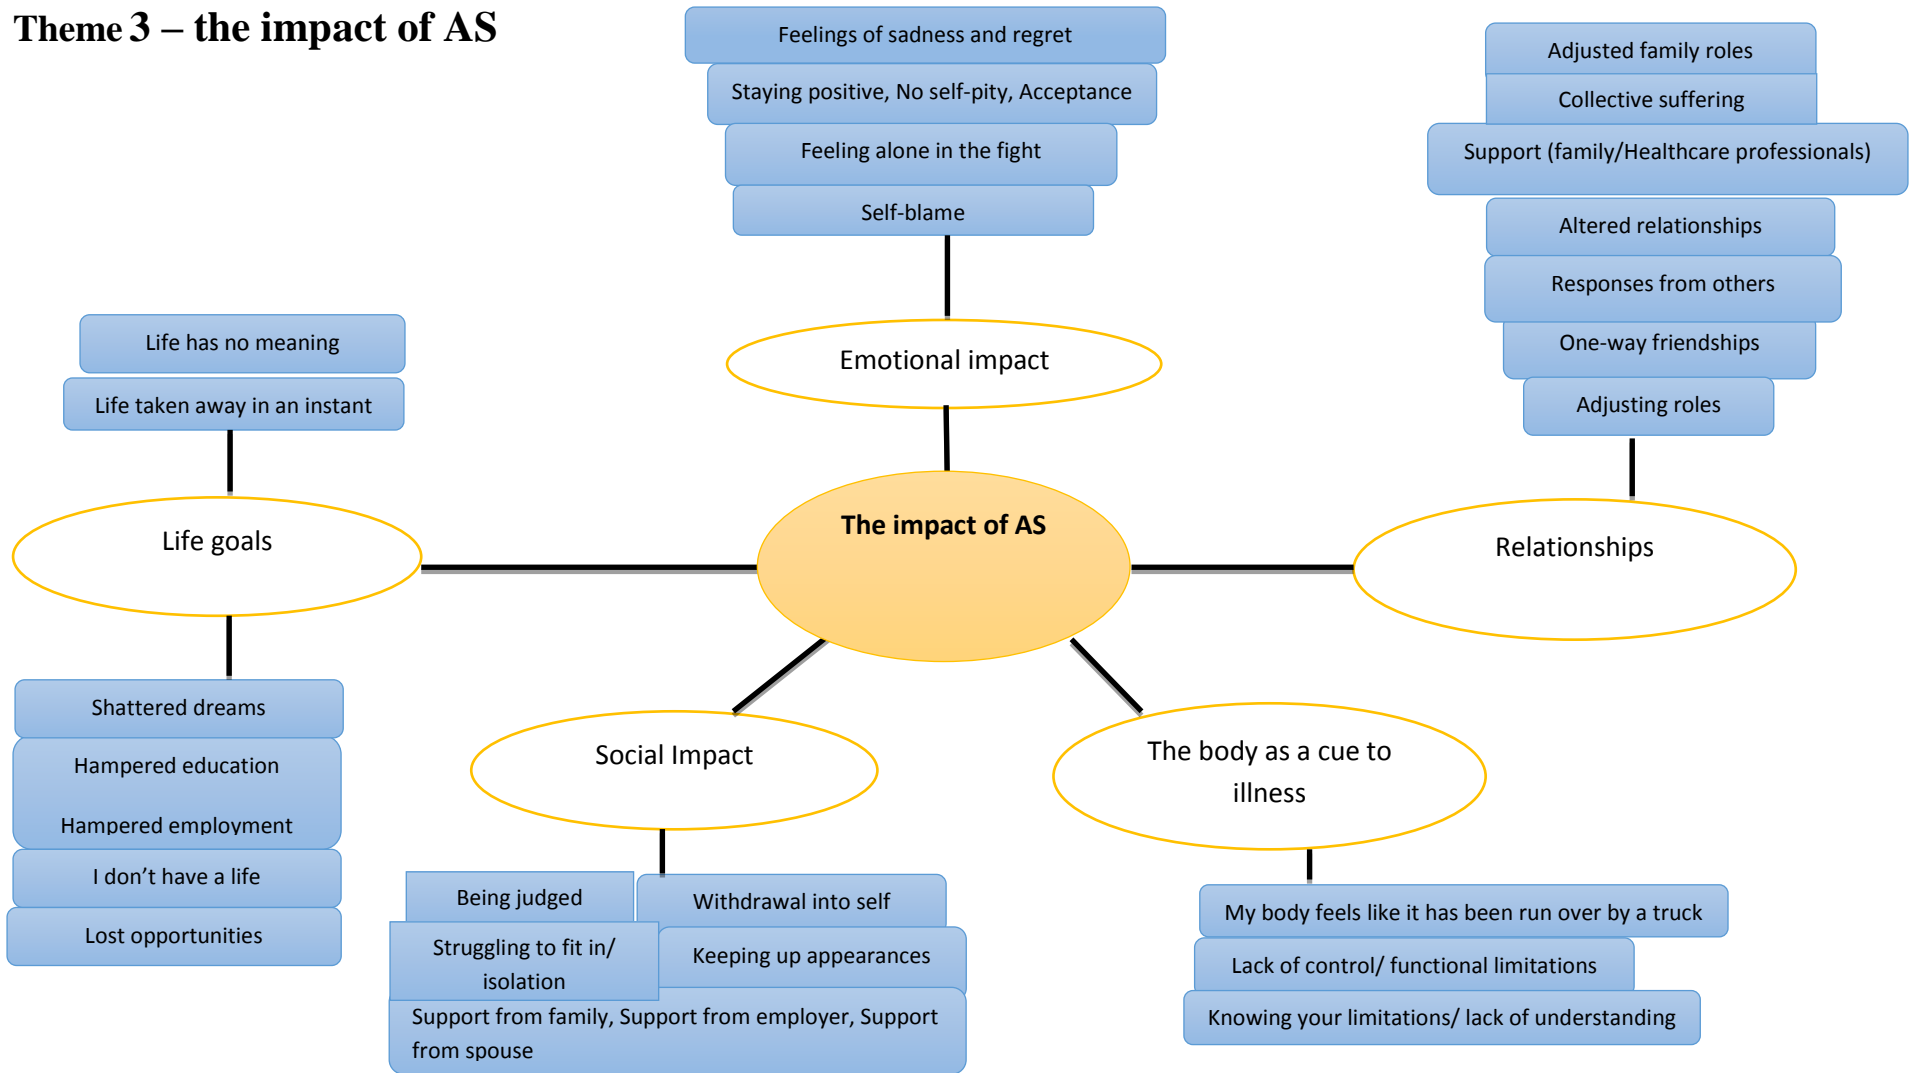 Theme 3 – the impact of AS
Feelings of sadness and regret
Staying positive, No self-pity, Acceptance
Feeling alone in the fight
Self-blame
Emotional impact
Adjusted family roles
Collective suffering
Support (family/Healthcare professionals)
Altered relationships
Responses from others
One-way friendships
Adjusting roles
Relationships
Life has no meaning
Life taken away in an instant
Life goals
Shattered dreams
Hampered education
Hampered employment
I don’t have a life
Lost opportunities
The impact of AS
Social Impact
Being judged
Withdrawal into self
Struggling to fit in/
isolation
Keeping up appearances
Support from family, Support from employer, Support
from spouse
The body as a cue to
illness
My body feels like it has been run over by a truck
Lack of control/ functional limitations
Knowing your limitations/ lack of understanding